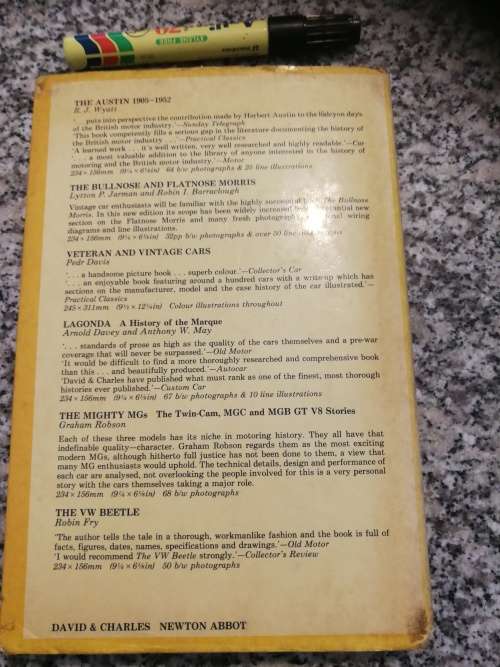 XYLENE FREE
THE AUSTIN 1905–1952
R. J. Wyatt
'. . . puts into perspective the contribution made by Herbert Austin to the halcyon days
of the British motor industry.'—Sunday Telegraph
'This book competently fills a serious gap in the literature documenting the history of
the British motor industry . . .'—Practical Classics
'A learned work . . . it's well written, very well researched and highly readable.'—Car
'. . . a most valuable addition to the library of anyone interested in the history of
motoring and the British motor industry.'—Motor
234 × 156mm (9¼ × 6⅛in) 64 b/w photographs & 25 line illustrations
THE BULLNOSE AND FLATNOSE MORRIS
Lytton P. Jarman and Robin I. Barraclough
Vintage car enthusiasts will be familiar with the highly successful The Bullnose
Morris. In this new edition its scope has been widely increased new
section on the Flatnose Morris and many fresh photographs wiring
diagrams and line illustrations.
234 × 156mm (9¼ × 6⅛in) 32pp b/w photographs & over 50 line
VETERAN AND VINTAGE CARS
Pedr Davis
'. . . a handsome picture book . . . superb colour.'—Collector's Car
'. . . an enjoyable book featuring around hundred cars with a write-up which has
sections on the manufacturer, model and the case history of the car illustrated.'—
Practical Classics
245 × 311mm (9½ × 12¼in) Colour illustrations throughout
LAGONDA A History of the Marque
Arnold Davey and Anthony W. May
'. . . standards of prose as high as the quality of the cars themselves and a pre-war
coverage that will never be surpassed.'—Old Motor
'It would be difficult to find a more thoroughly researched and comprehensive book
than this . . . and beautifully produced.'—Autocar
'David & Charles have published what must rank as one of the finest, most thorough
histories ever published.'—Custom Car
234 × 156mm (9¼ × 6⅛in) 67 b/w photographs & 10 line illustrations
THE MIGHTY MGs The Twin-Cam, MGC and MGB GT V8 Stories
Graham Robson
Each of these three models has its niche in motoring history. They all have that
indefinable quality—character. Graham Robson regards them as the most exciting
modern MGs, although hitherto full justice has not been done to them, a view that
many MG enthusiasts would uphold. The technical details, design and performance of
each car are analysed, not overlooking the people involved for this is a very personal
story with the cars themselves taking a major role.
234 × 156mm (9¼ × 6⅛in) 68 b/w photographs
THE VW BEETLE
Robin Fry
'The author tells the tale in a thorough, workmanlike fashion and the book is full of
facts, figures, dates, names, specifications and drawings.'—Old Motor
'I would recommend The VW Beetle strongly.'—Collector's Review
234 × 156mm (9¼ × 6⅛in) 50 b/w photographs
DAVID & CHARLES NEWTON ABBOT